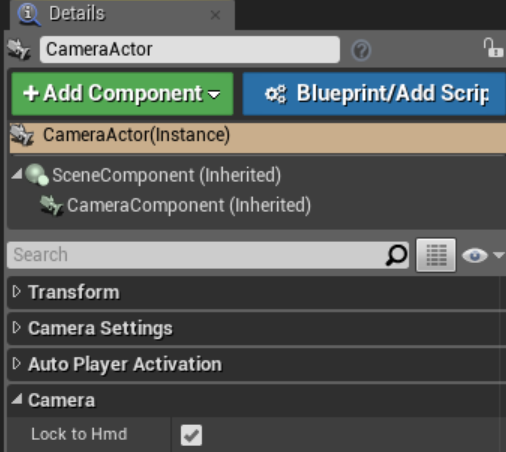 Details
CameraActor
+Add Component
Blueprint/Add Scrip
CameraActor(Instance)
SceneComponent (Inherited)
CameraComponent (Inherited)
Search
Transform
Camera Settings
Auto Player Activation
Camera
Lock to Hmd